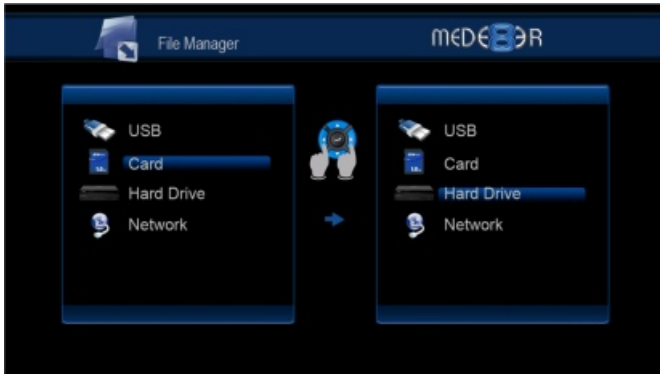 File Manager
MEDE8ER
USB
Card
Hard Drive
Network
USB
Card
Hard Drive
Network